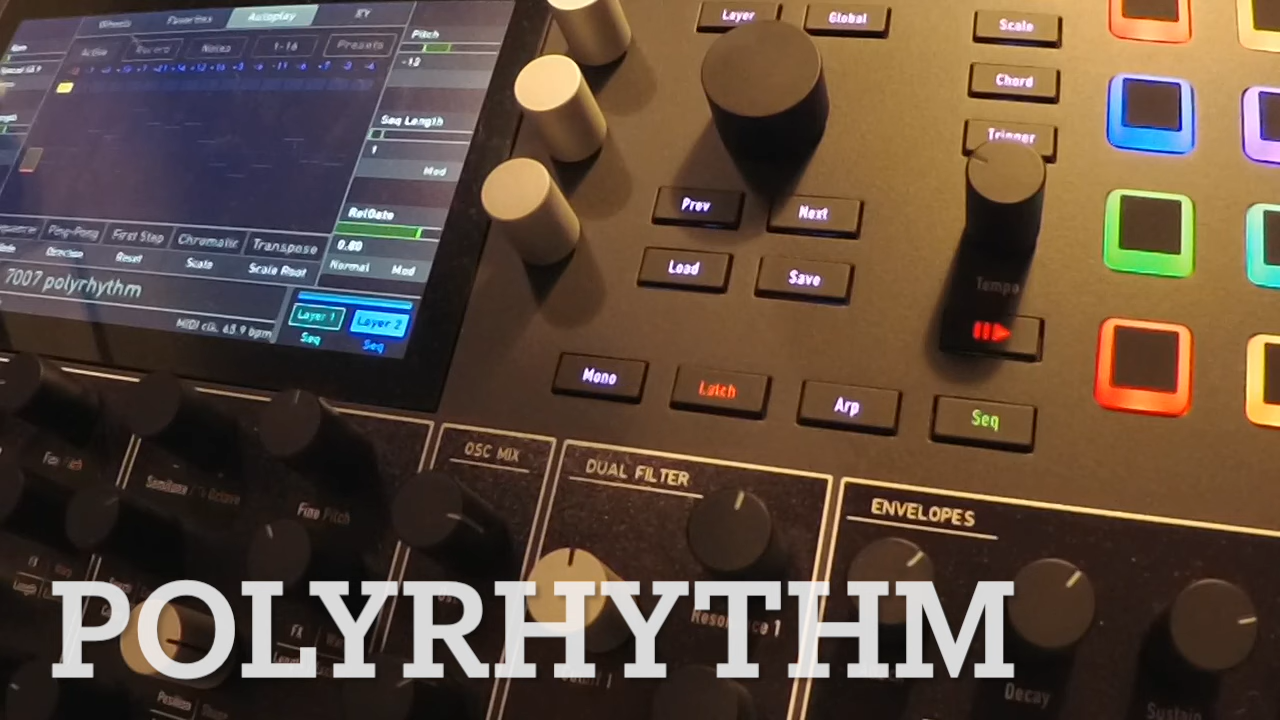 Wheels Favorites Autoplay XY
Active Record Notes 1-16 Presets
Pitch
-12
Seq Length
1
Mod
RelGate
0.80
Normal Mod
Ping-Pong First Step Chromatic Transpose
Direction Reset Scale Scale Root
7007 polyrhythm
MIDI clk. 63.9 bpm
Layer 1 Layer 2
Seq Seq
Layer Global
Scale
Chord
Trigger
Prev Next
Load Save
Tempo
Mono Latch Arp Seq
OSC MIX
DUAL FILTER
ENVELOPES
Fine Pitch
Resonance 1
Decay
Sustain
POLYRHYTHM